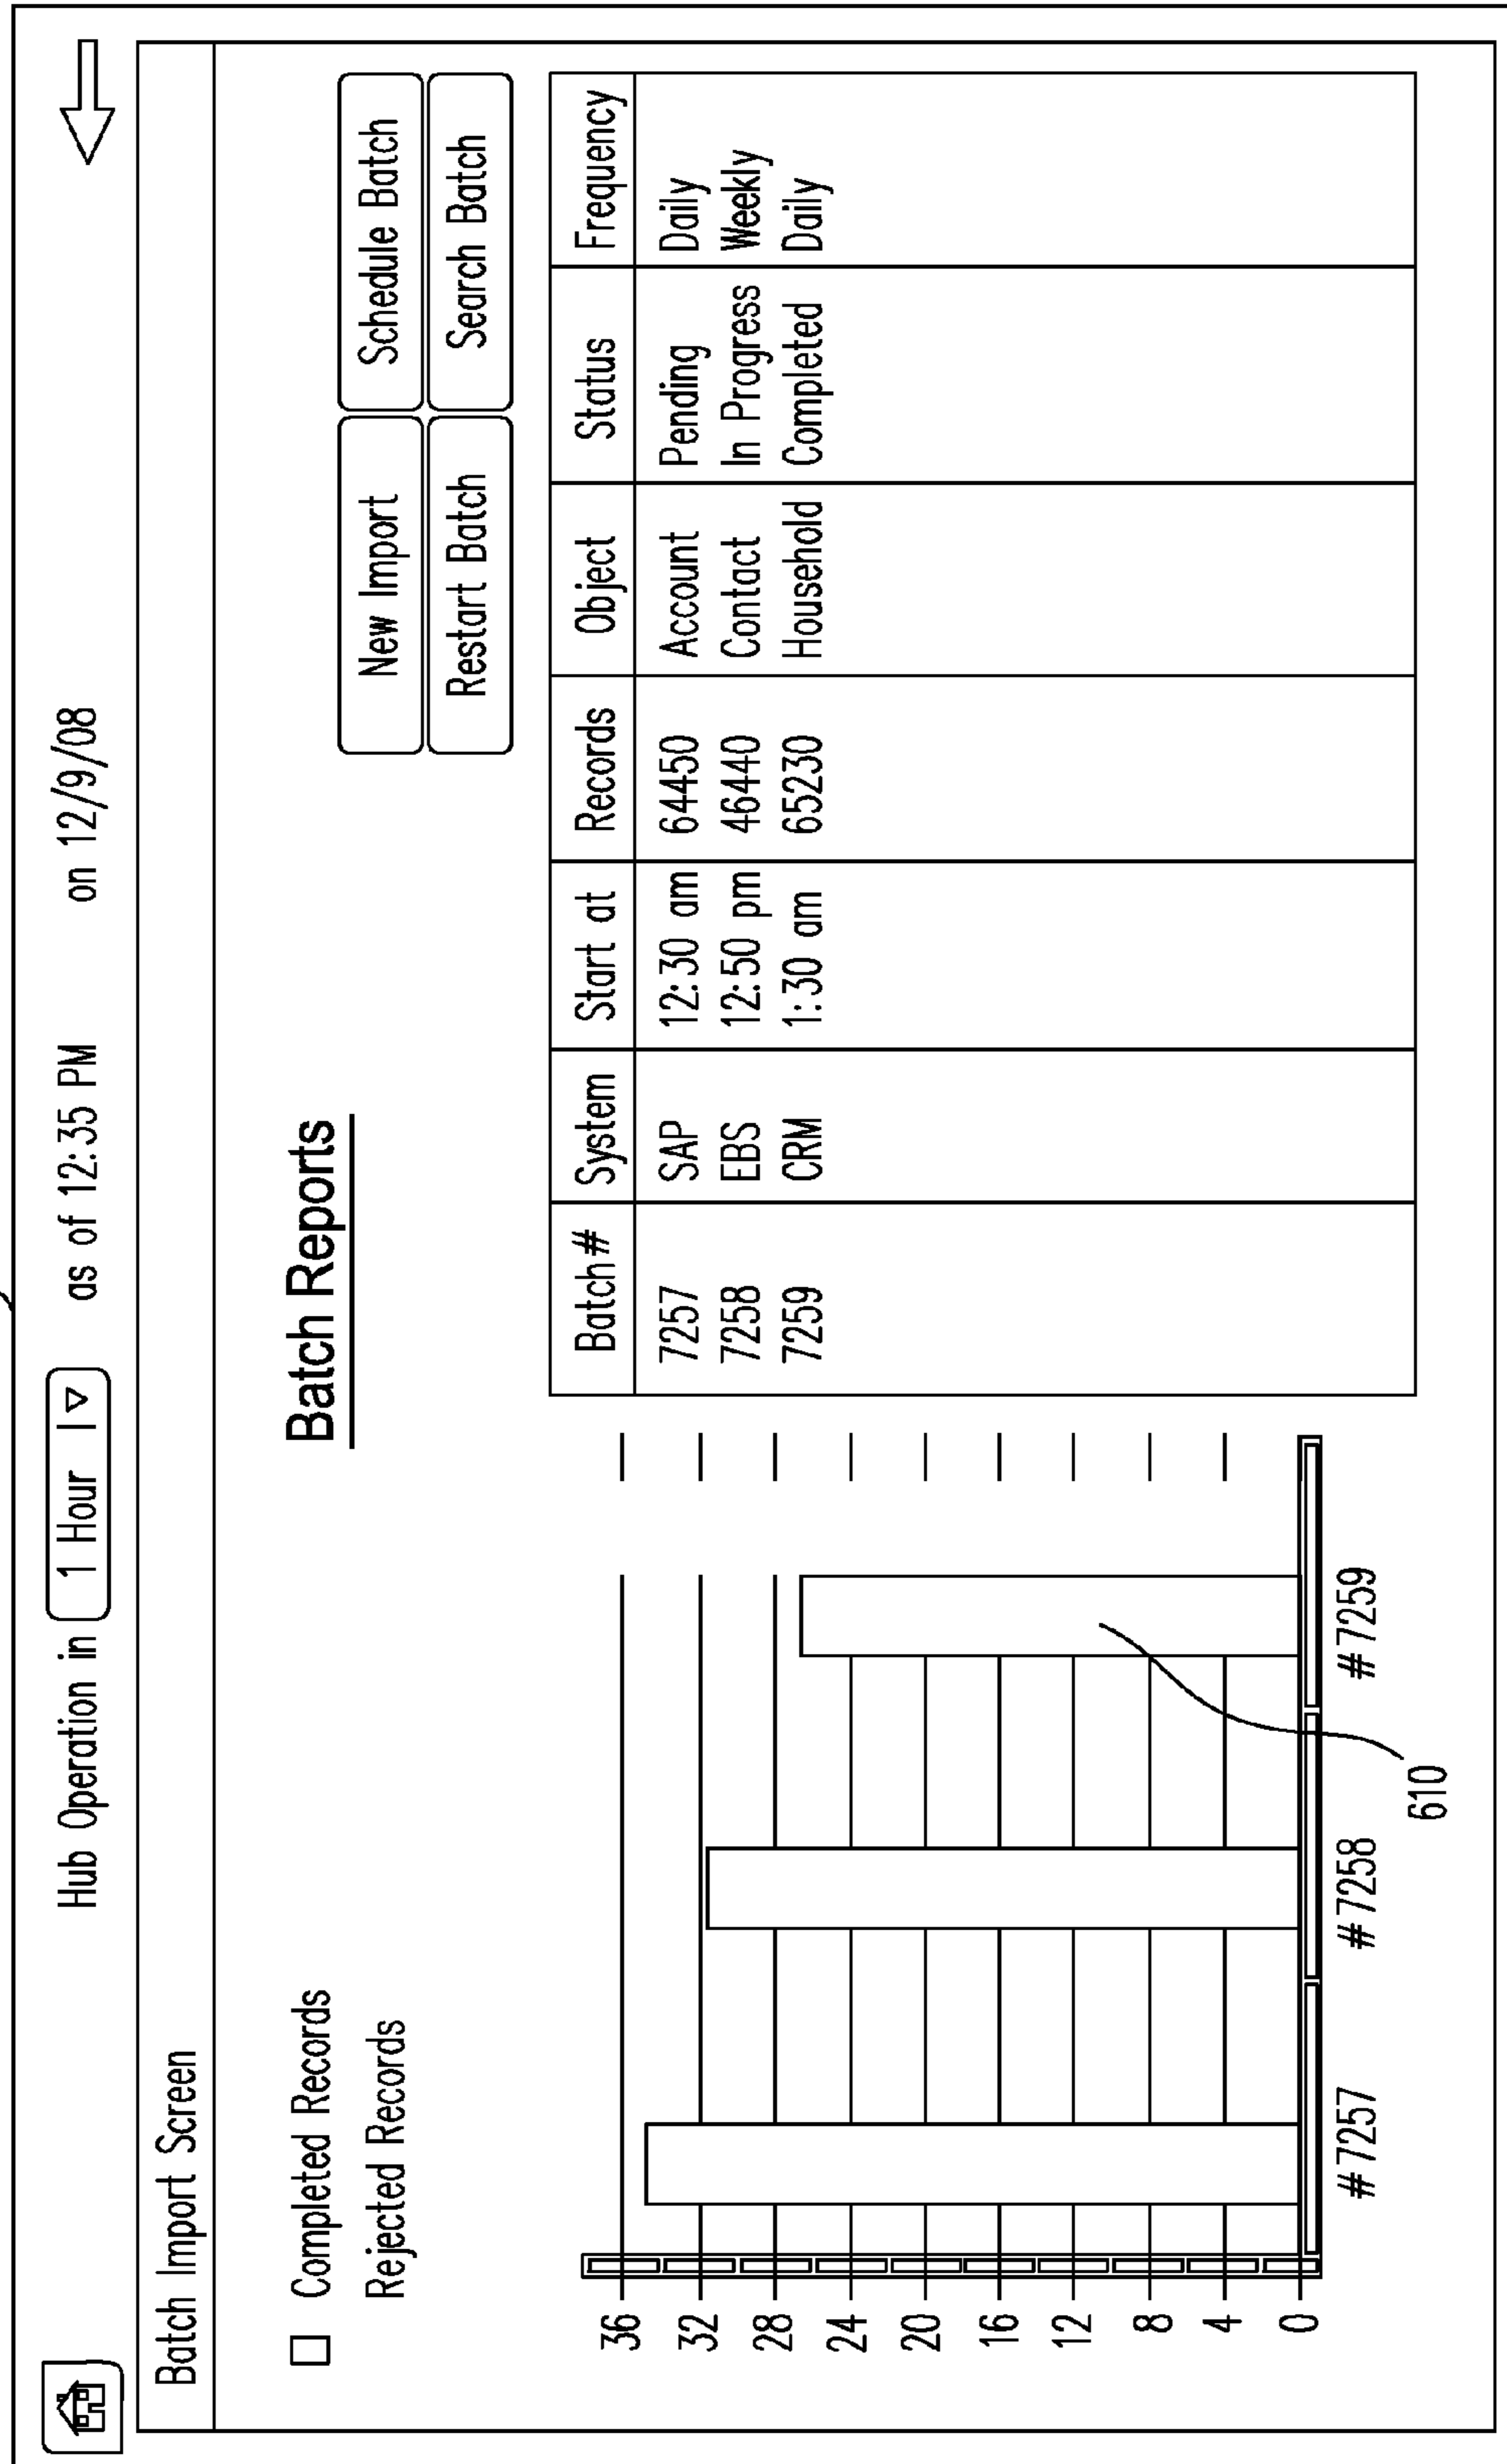 Hub Operation in 1 Hour as of 12:35 PM on 12/9/08
Batch Import Screen
Batch Reports
Completed Records
Rejected Records
New Import Schedule Batch
Restart Batch Search Batch
36
32
28
24
20
16
12
8
4
0
# 7257 # 7258 # 7259
610
Batch # System Start at Records Object Status Frequency
7257 SAP 12:30 am 64450 Account Pending Daily
7258 EBS 12:50 pm 46440 Contact In Progress Weekly
7259 CRM 1:30 am 65230 Household Completed Daily